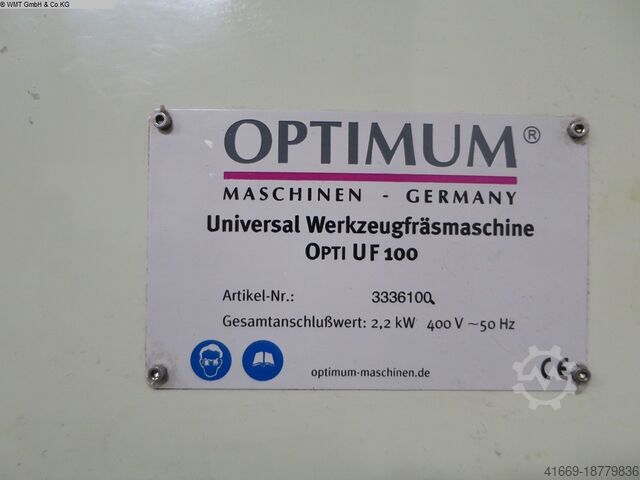 © WMT GmbH & Co.KG
OPTIMUM®
MASCHINEN - GERMANY
Universal Werkzeugfräsmaschine
OPTI UF 100
Artikel-Nr.: 3336100
Gesamtanschlußwert: 2,2 kW 400 V ~50 Hz
optimum-maschinen.de
CE
41669-18779836